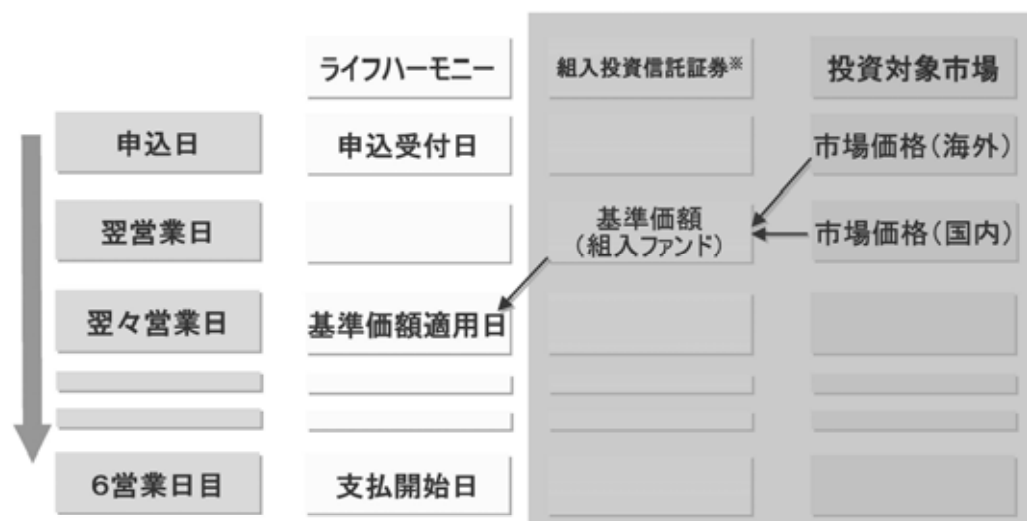 ライフハーモニー
組入投資信託証券※
投資対象市場
申込日
申込受付日
市場価格(海外)
翌営業日
基準価額
(組入ファンド)
市場価格(国内)
翌々営業日
基準価額適用日
6営業日目
支払開始日